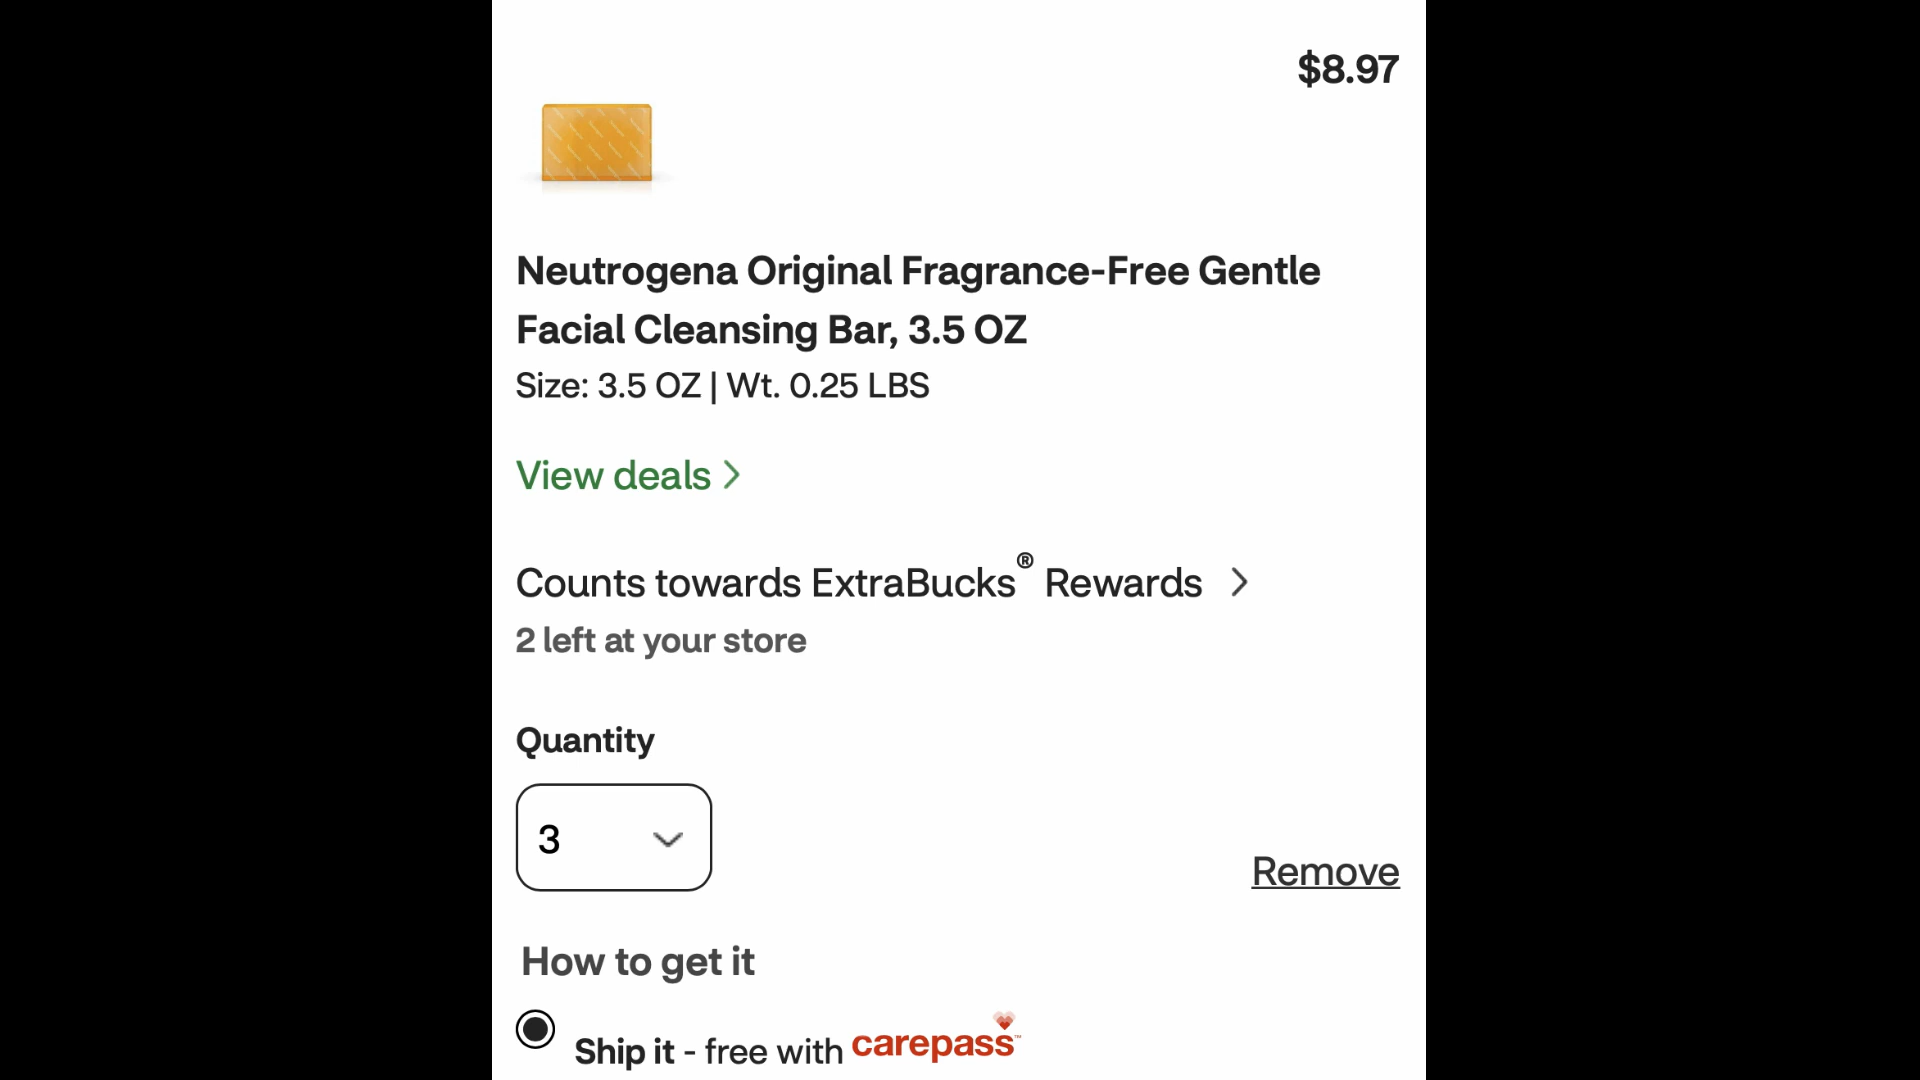 $8.97
Neutrogena Original Fragrance-Free Gentle
Facial Cleansing Bar, 3.5 OZ
Size: 3.5 OZ | Wt. 0.25 LBS
View deals
Counts towards ExtraBucks® Rewards
2 left at your store
Quantity
3
Remove
How to get it
Ship it - free with carepass™